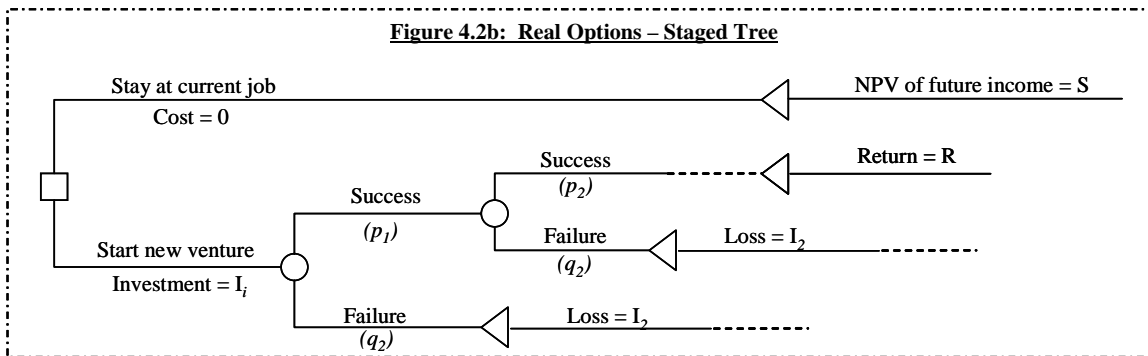 Figure 4.2b: Real Options – Staged Tree
Stay at current job
Cost = 0
NPV of future income = S
Success
(p2)
Return = R
Success
(p1)
Failure
(q2)
Loss = I2
Start new venture
Investment = Ii
Failure
(q2)
Loss = I2